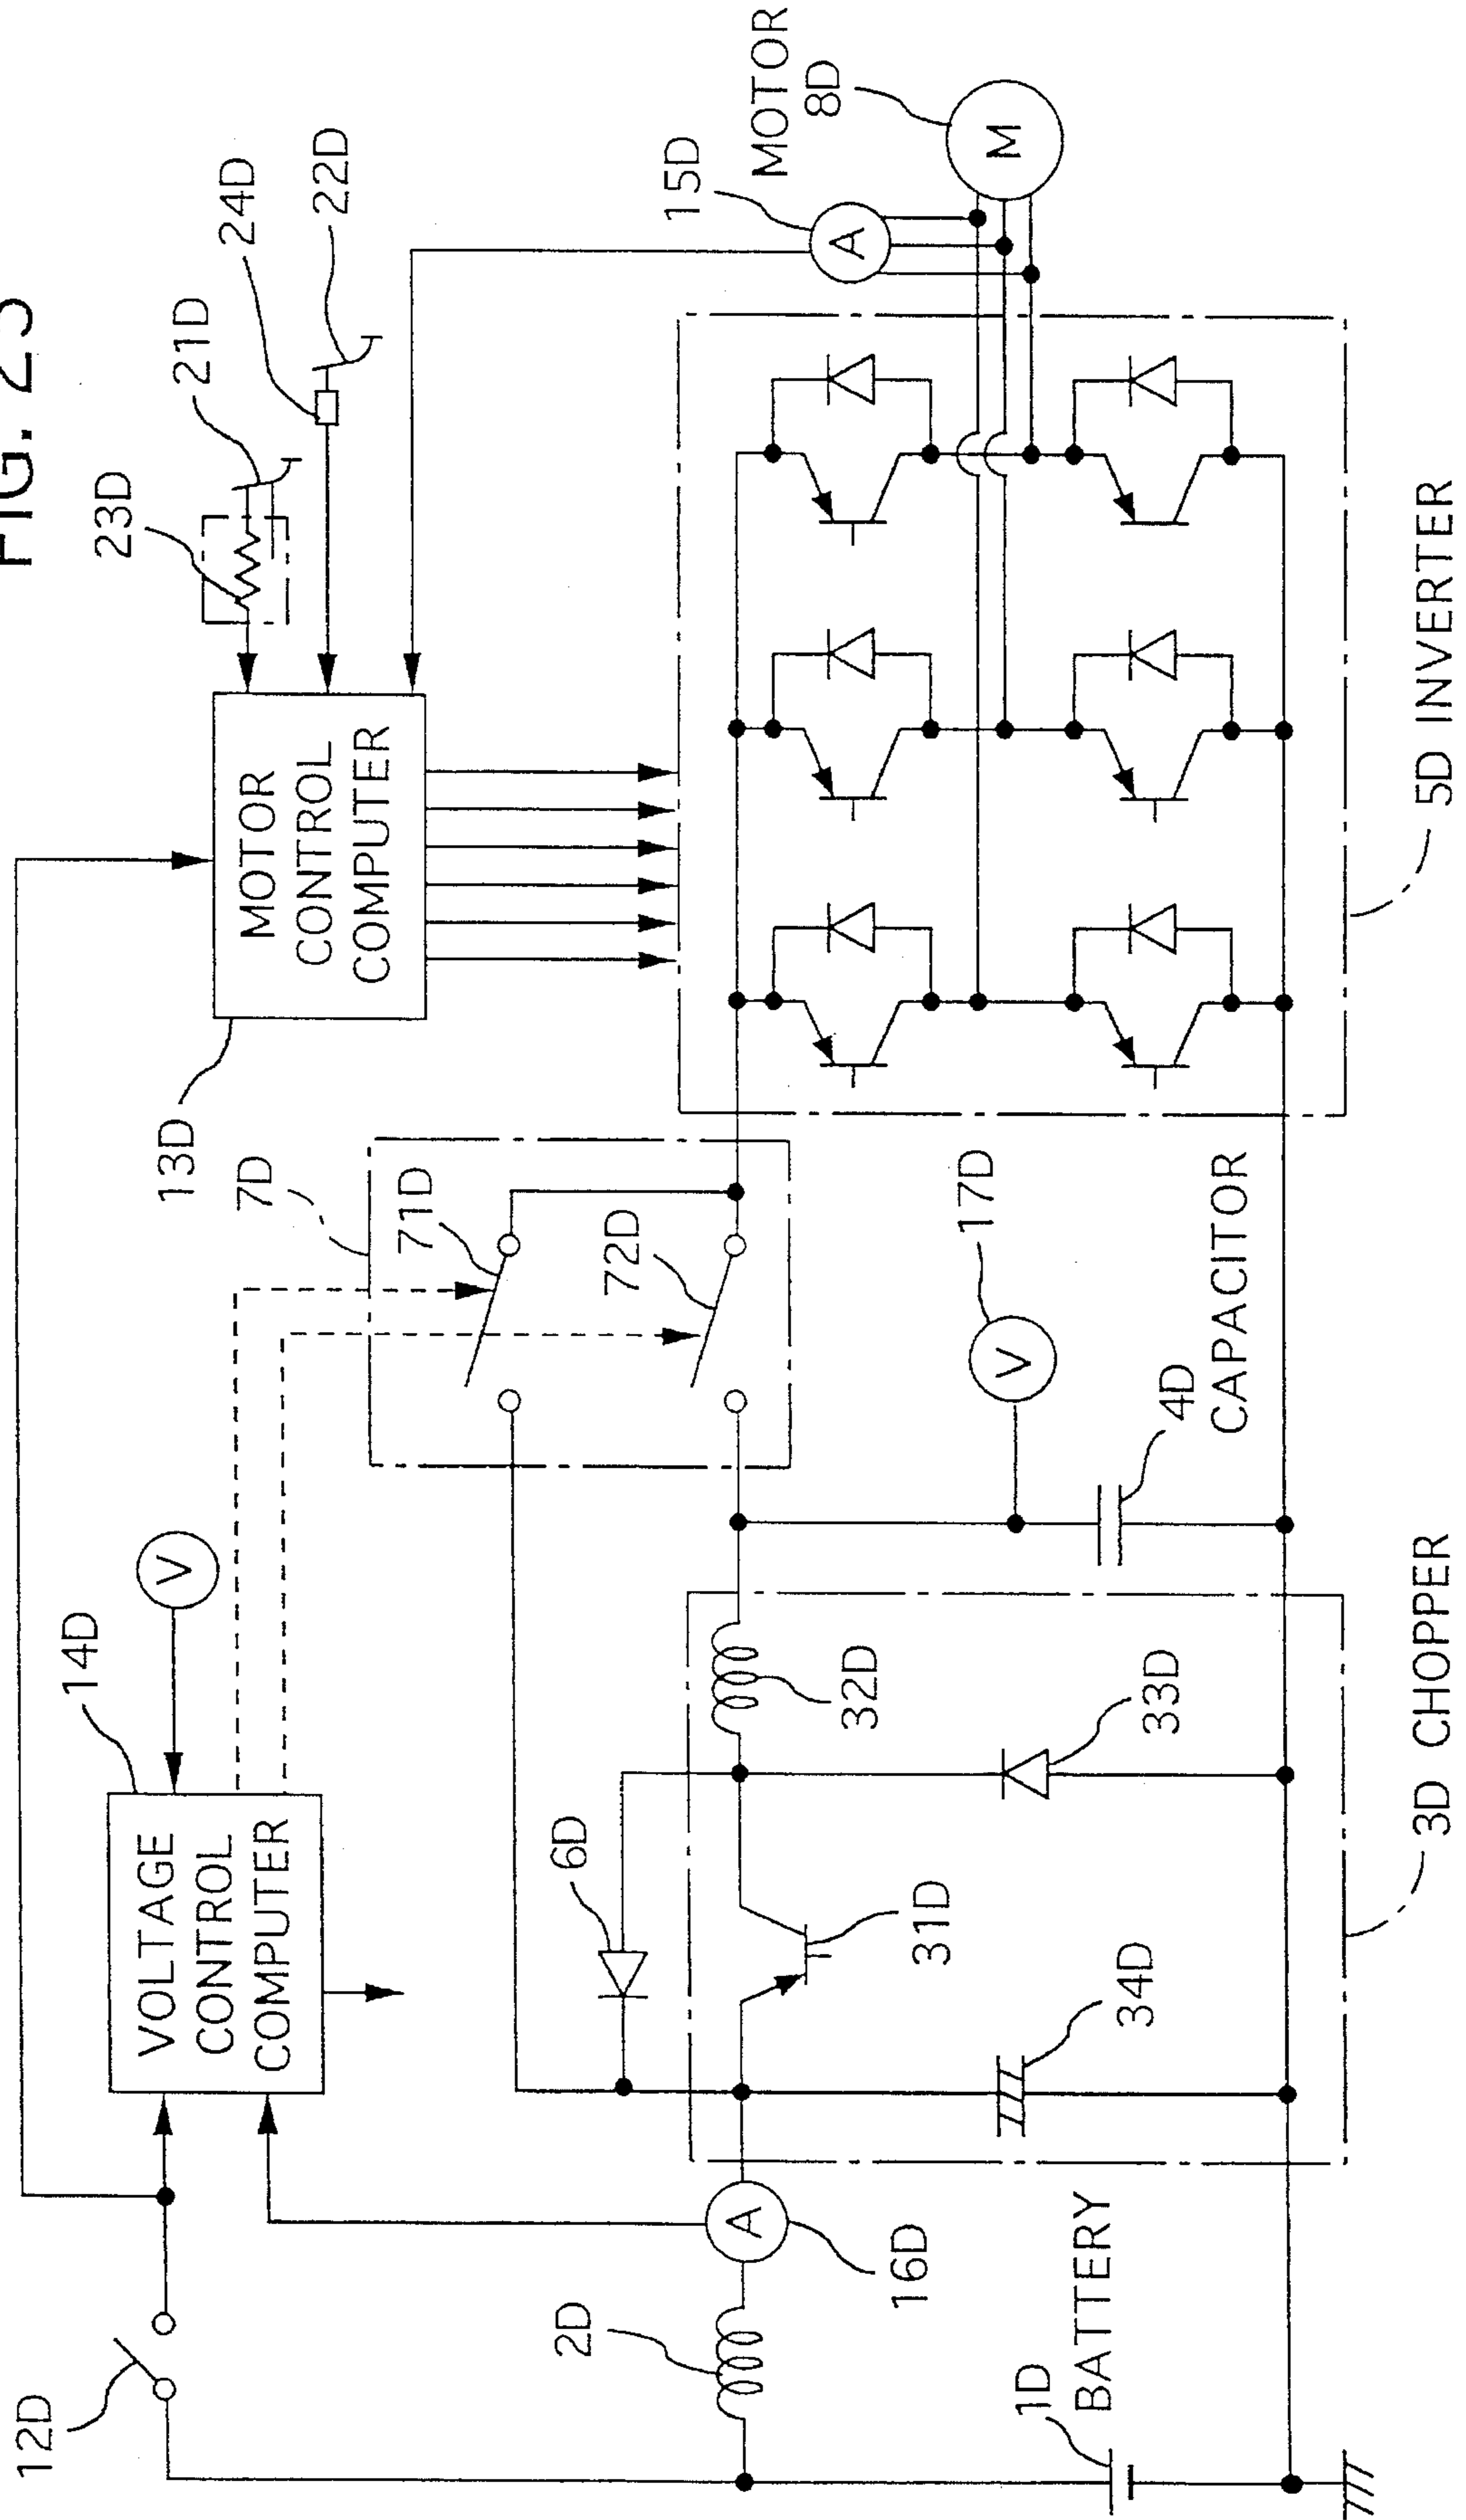 FIG. 23
12D
14D
VOLTAGE
CONTROL
COMPUTER
V
13D
MOTOR
CONTROL
COMPUTER
23D
21D
24D
22D
7D
71D
72D
15D
A
MOTOR
8D
M
2D
16D
A
6D
31D
32D
33D
34D
17D
V
4D
CAPACITOR
1D
BATTERY
3D CHOPPER
5D INVERTER